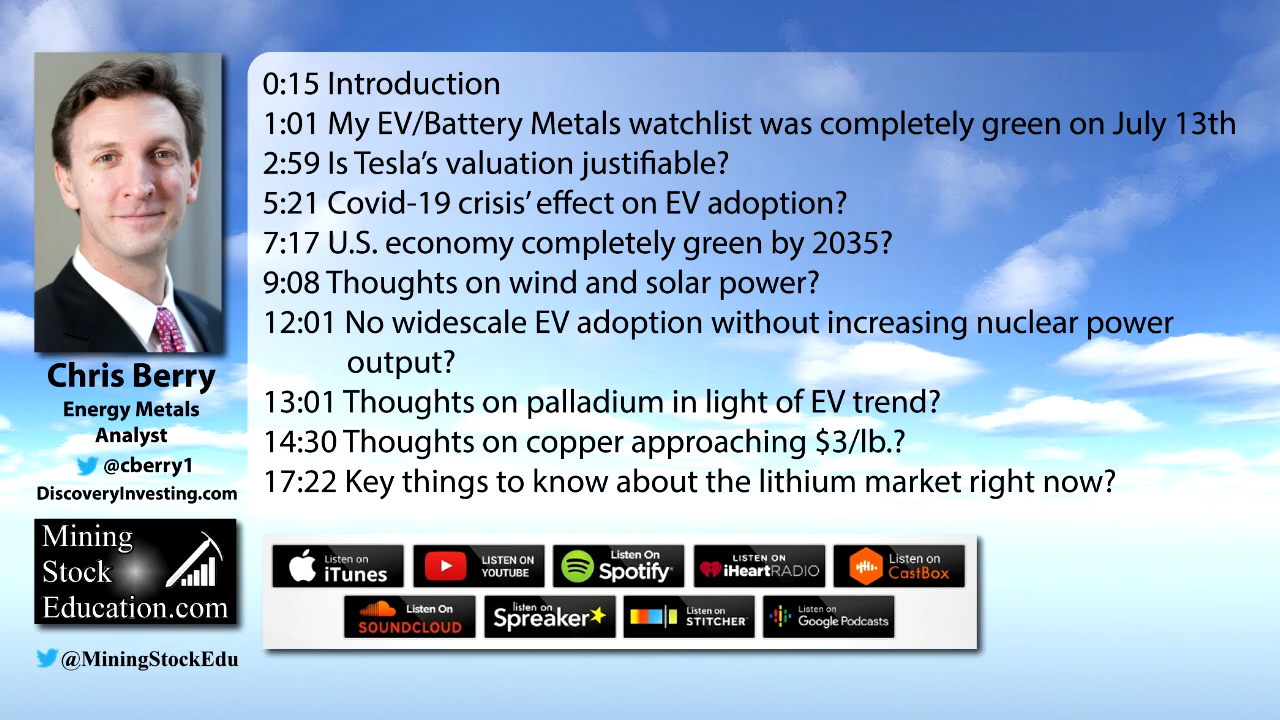 0:15 Introduction
1:01 My EV/Battery Metals watchlist was completely green on July 13th
2:59 Is Tesla’s valuation justifiable?
5:21 Covid-19 crisis’ effect on EV adoption?
7:17 U.S. economy completely green by 2035?
9:08 Thoughts on wind and solar power?
12:01 No widescale EV adoption without increasing nuclear power
output?
13:01 Thoughts on palladium in light of EV trend?
14:30 Thoughts on copper approaching $3/lb.?
17:22 Key things to know about the lithium market right now?
Chris Berry
Energy Metals
Analyst
@cberry1
DiscoveryInvesting.com
Mining
Stock
Education.com
@MiningStockEdu
Listen on
iTunes
LISTEN ON
YOUTUBE
Listen On
Spotify
LISTEN ON
iHeartRADIO
Listen on
CastBox
Listen On
SOUNDCLOUD
listen on
Spreaker
Listen on
STITCHER
Listen on
Google Podcasts